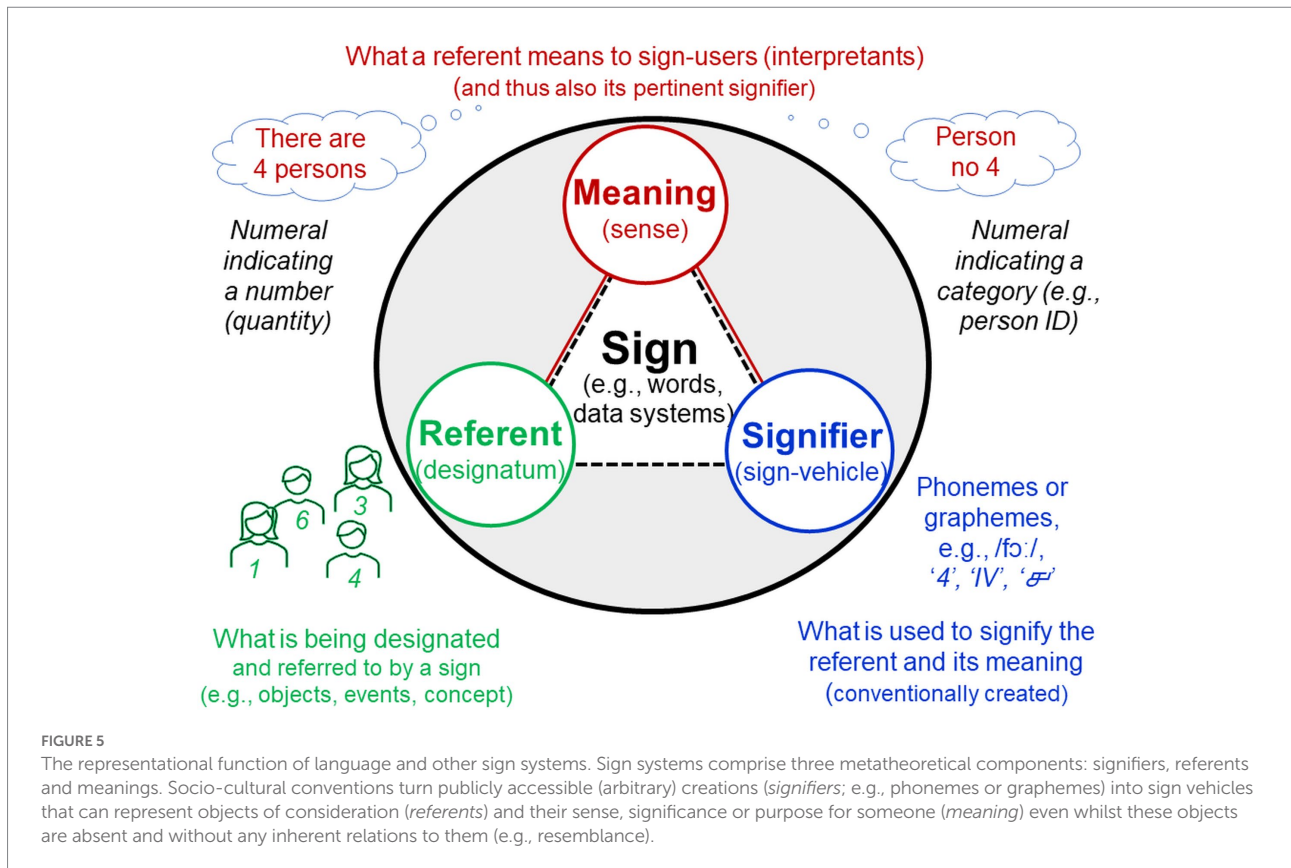 What a referent means to sign-users (interpretants)
(and thus also its pertinent signifier)
There are
4 persons
Person
no 4
Meaning
(sense)
Numeral
indicating
a number
(quantity)
Numeral
indicating a
category (e.g.,
person ID)
Sign
(e.g., words,
data systems)
Referent
(designatum)
Signifier
(sign-vehicle)
1
6
3
4
Phonemes or
graphemes,
e.g., /fɔː/,
‘4’, ‘IV’, ‘௪’
What is being designated
and referred to by a sign
(e.g., objects, events, concept)
What is used to signify the
referent and its meaning
(conventionally created)
FIGURE 5
The representational function of language and other sign systems. Sign systems comprise three metatheoretical components: signifiers, referents
and meanings. Socio-cultural conventions turn publicly accessible (arbitrary) creations (signifiers; e.g., phonemes or graphemes) into sign vehicles
that can represent objects of consideration (referents) and their sense, significance or purpose for someone (meaning) even whilst these objects
are absent and without any inherent relations to them (e.g., resemblance).